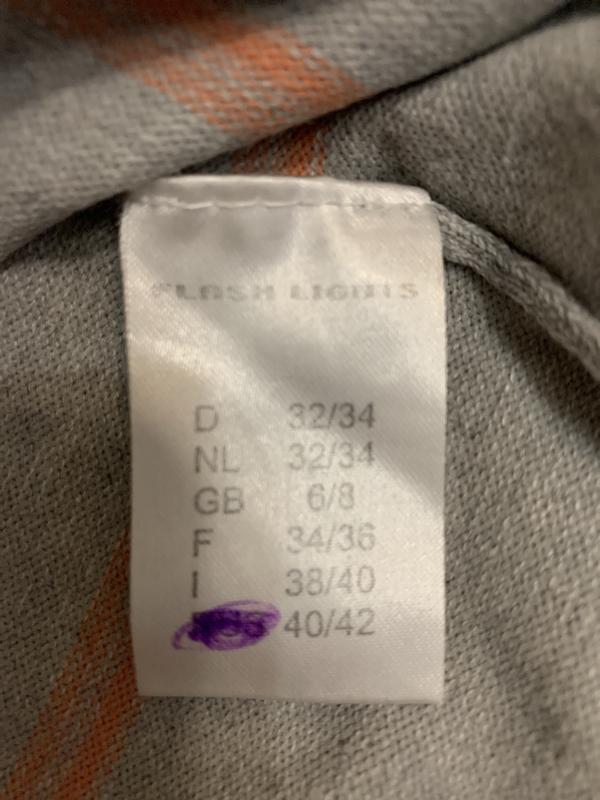 FLASH LIGHTS
D 32/34
NL 32/34
GB 6/8
F 34/36
I 38/40
40/42